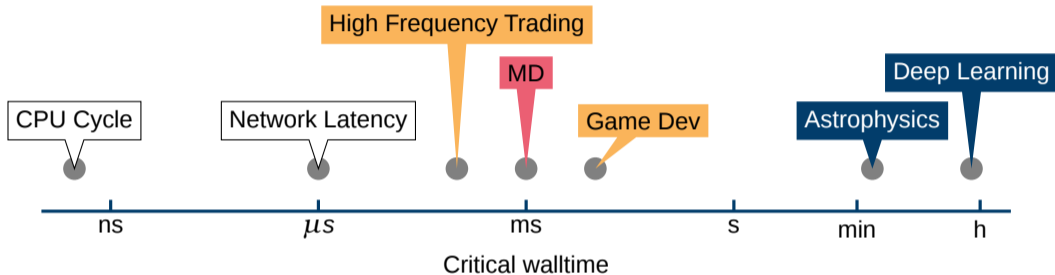 High Frequency Trading
MD
Deep Learning
CPU Cycle
Network Latency
Game Dev
Astrophysics
ns
μs
ms
s
min
h
Critical walltime